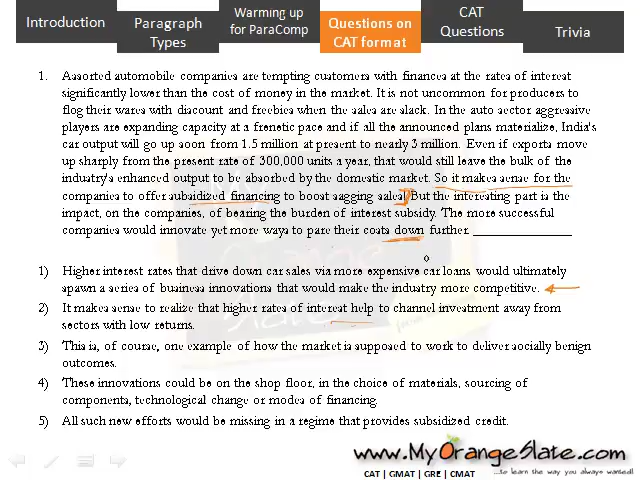 Introduction
Paragraph
Types
Warming up
for ParaComp
Questions on
CAT format
CAT
Questions
Trivia
1. Assorted automobile companies are tempting customers with finances at the rates of interest
significantly lower than the cost of money in the market. It is not uncommon for producers to
flog their wares with discount and freebies when the sales are slack. In the auto sector aggressive
players are expanding capacity at a frenetic pace and if all the announced plans materialize, India's
car output will go up soon from 1.5 million at present to nearly 3 million. Even if exports move
up sharply from the present rate of 300,000 units a year, that would still leave the bulk of the
industry's enhanced output to be absorbed by the domestic market. So it makes sense for the
companies to offer subsidized financing to boost sagging sales. But the interesting part is the
impact, on the companies, of bearing the burden of interest subsidy. The more successful
companies would innovate yet more ways to pare their costs down further. ____________
1) Higher interest rates that drive down car sales via more expensive car loans would ultimately
spawn a series of business innovations that would make the industry more competitive.
2) It makes sense to realize that higher rates of interest help to channel investment away from
sectors with low returns.
3) This is, of course, one example of how the market is supposed to work to deliver socially benign
outcomes.
4) These innovations could be on the shop floor, in the choice of materials, sourcing of
components, technological change or modes of financing.
5) All such new efforts would be missing in a regime that provides subsidized credit.
www.MyOrangeSlate.com
CAT | GMAT | GRE | CMAT
...to learn the way you always wanted!